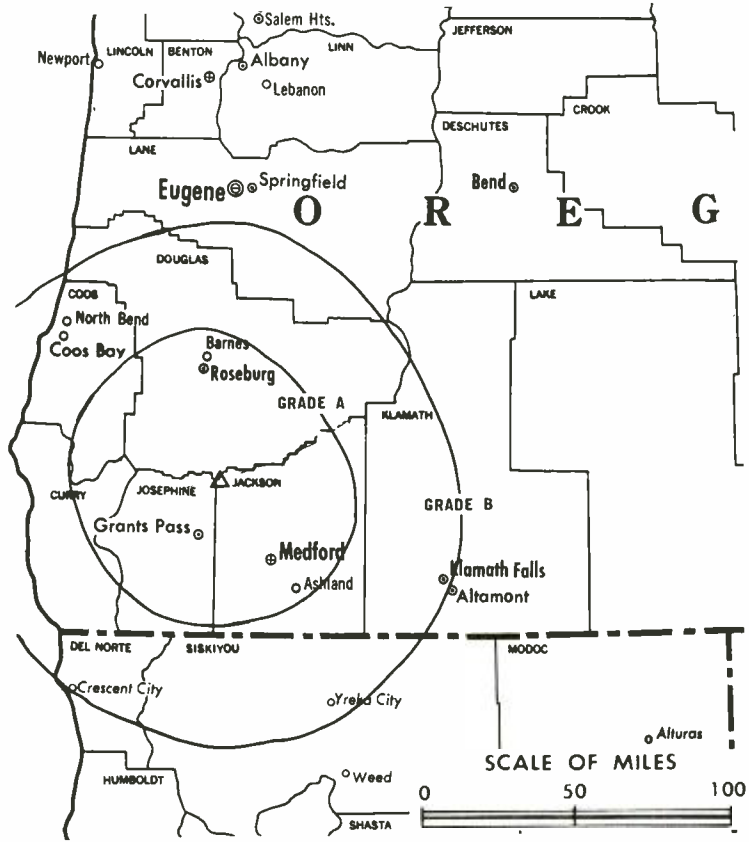 Salem Hts.
JEFFERSON
LINCOLN
BENTON
LINN
Newport
Albany
Corvallis
Lebanon
CROOK
DESCHUTES
LANE
Eugene
Springfield
Bend
O R E G
DOUGLAS
COOS
LAKE
North Bend
Coos Bay
Barnes
Roseburg
GRADE A
KLAMATH
CURRY
JOSEPHINE
JACKSON
GRADE B
Grants Pass
Medford
Klamath Falls
Ashland
Altamont
DEL NORTE
SISKIYOU
MODOC
Crescent City
Yreka City
Alturas
SCALE OF MILES
HUMBOLDT
Weed
0 50 100
SHASTA